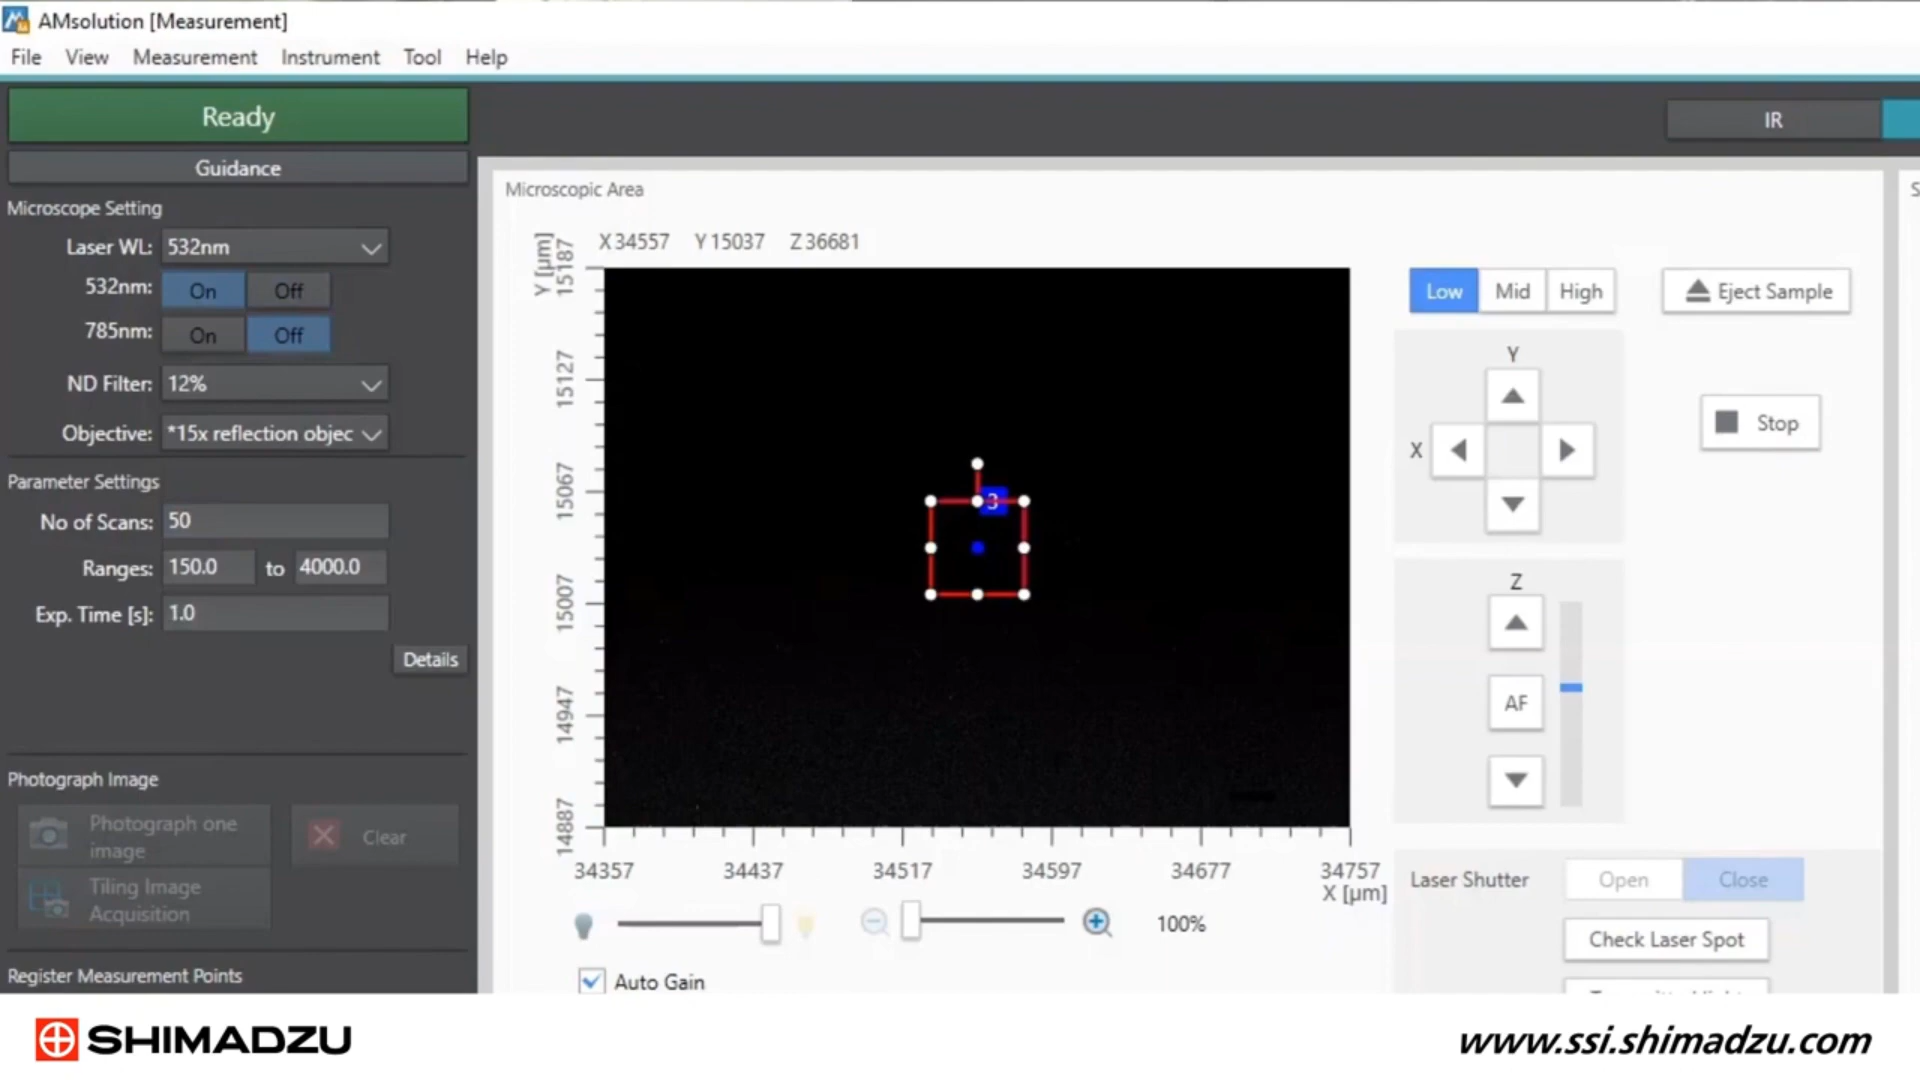 AMsolution [Measurement]
File View Measurement Instrument Tool Help
Ready
IR
Guidance
Microscope Setting
Laser WL: 532nm
532nm: On Off
785nm: On Off
ND Filter: 12%
Objective: *15x reflection objec
Parameter Settings
No of Scans: 50
Ranges: 150.0 to 4000.0
Exp. Time [s]: 1.0
Details
Photograph Image
Photograph one
image
Clear
Tiling Image
Acquisition
Register Measurement Points
Microscopic Area
X 34557 Y 15037 Z 36681
Y [µm]
15187
15127
15067
15007
14947
14887
3
34357 34437 34517 34597 34677 34757
X [µm]
100%
Auto Gain
Low Mid High
Eject Sample
Y
X
Stop
Z
AF
Laser Shutter Open Close
Check Laser Spot
SHIMADZU
www.ssi.shimadzu.com